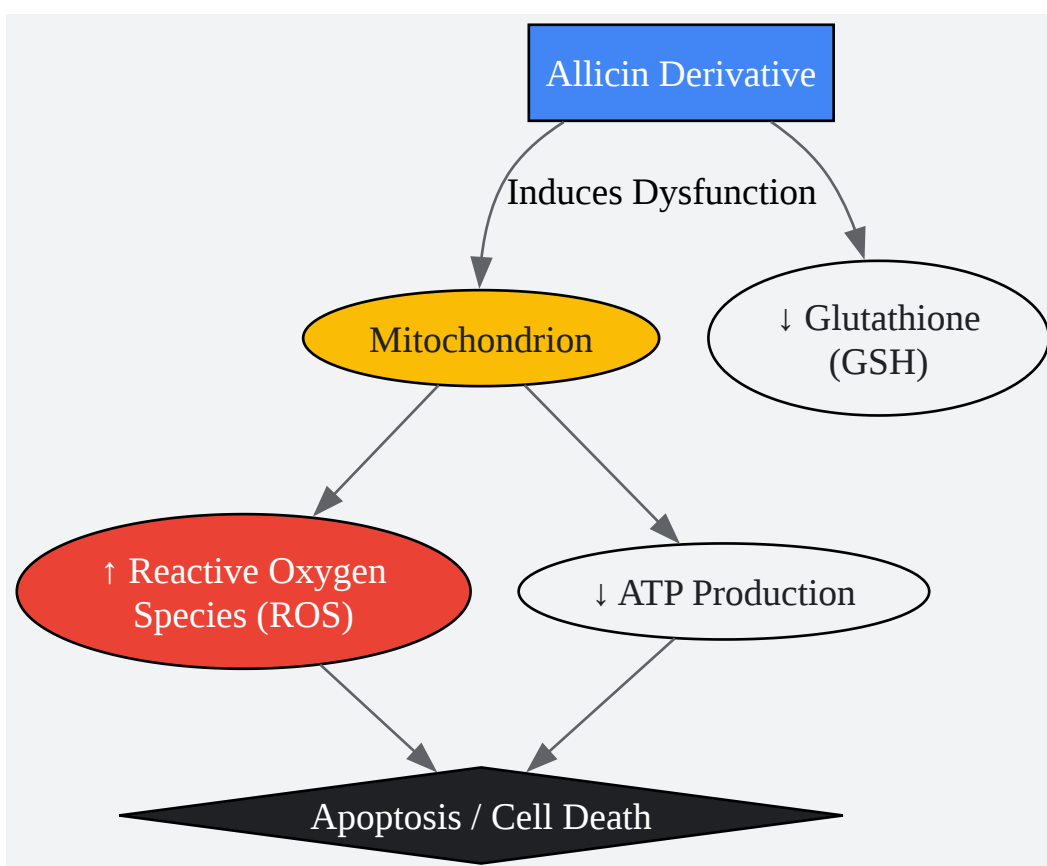 Allicin Derivative
Induces Dysfunction
Mitochondrion
↓ Glutathione
(GSH)
↑ Reactive Oxygen
Species (ROS)
↓ ATP Production
Apoptosis / Cell Death